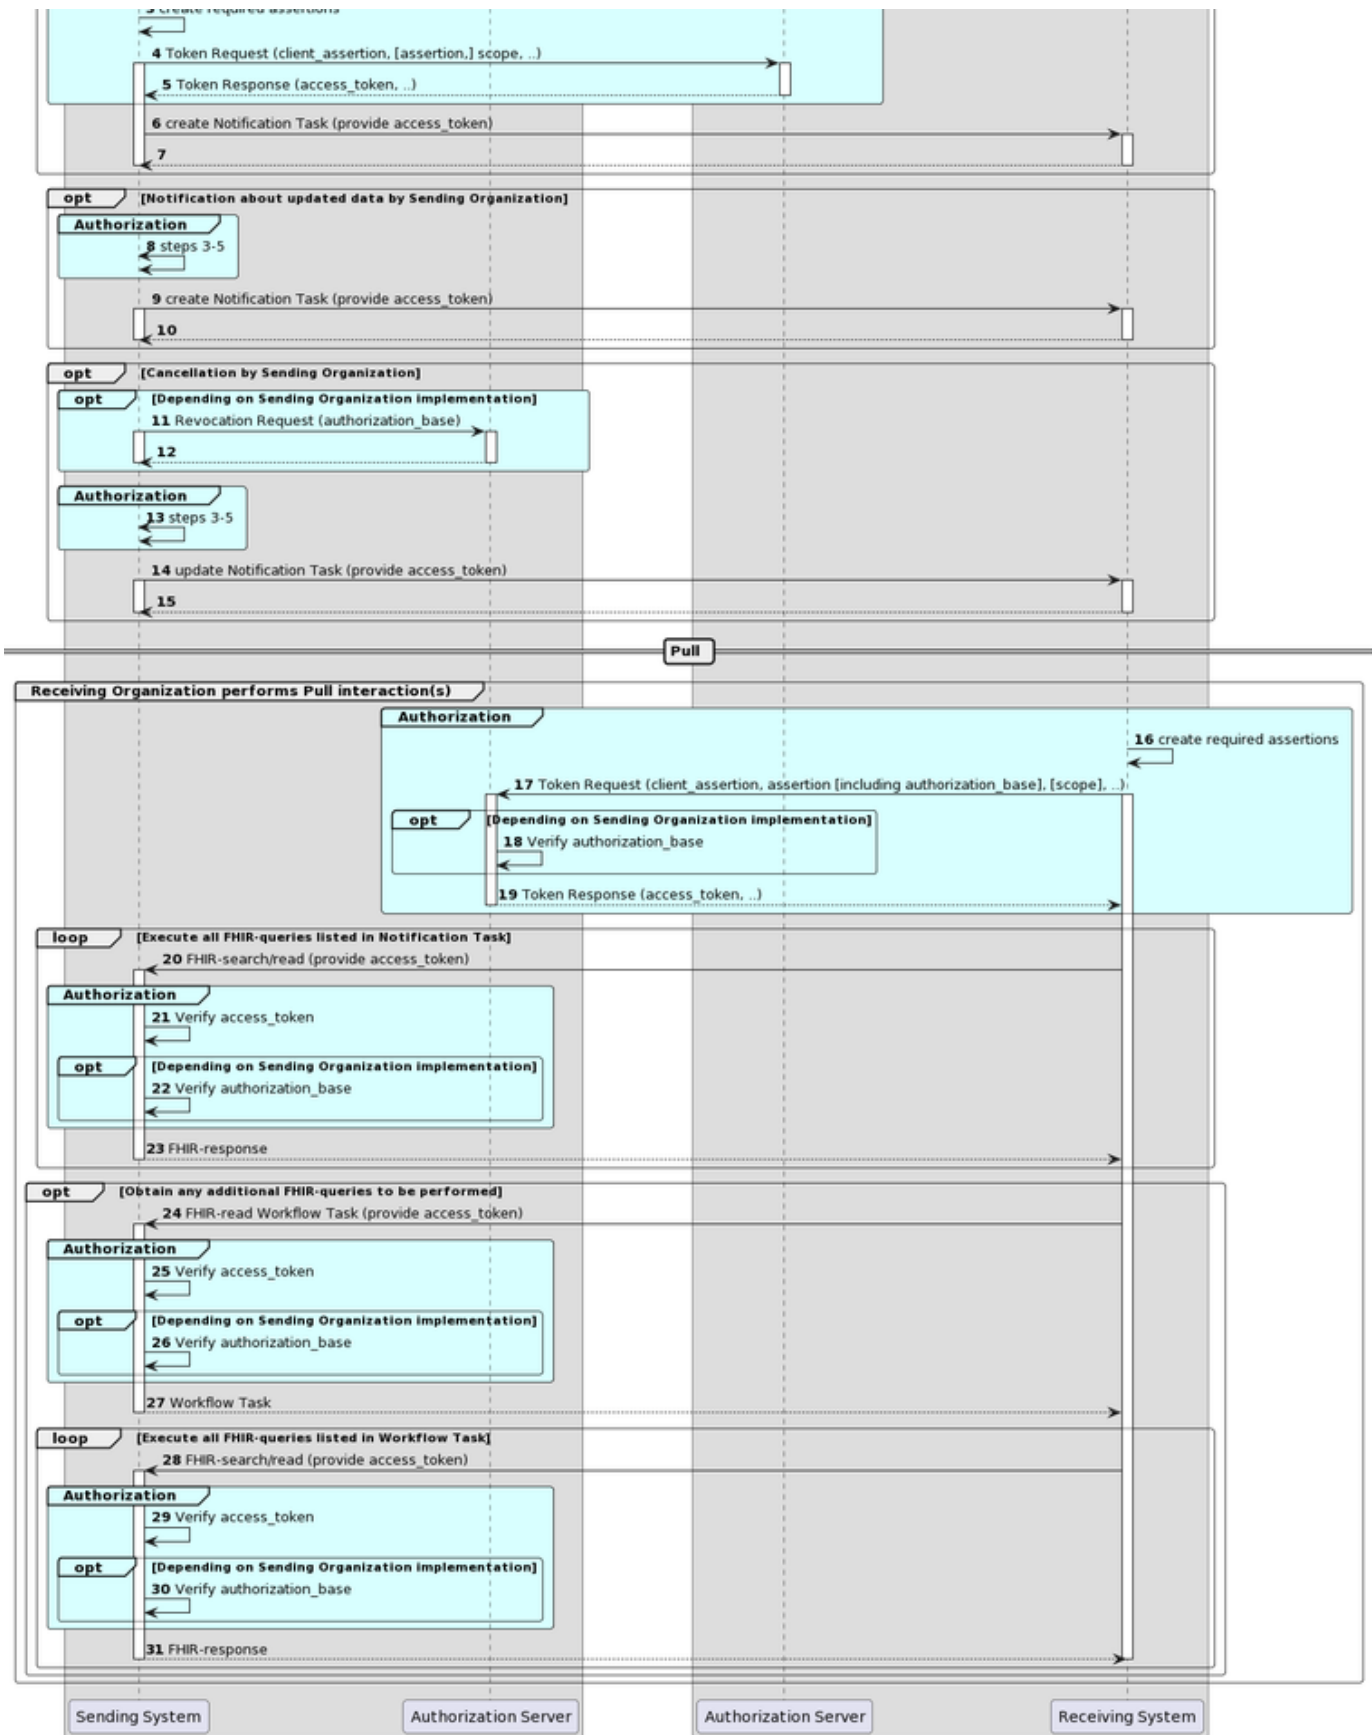 3 create required assertions
4 Token Request (client_assertion, [assertion,] scope, ..)
5 Token Response (access_token, ..)
6 create Notification Task (provide access_token)
7
opt [Notification about updated data by Sending Organization]
Authorization
8 steps 3-5
9 create Notification Task (provide access_token)
10
opt [Cancellation by Sending Organization]
opt [Depending on Sending Organization implementation]
11 Revocation Request (authorization_base)
12
Authorization
13 steps 3-5
14 update Notification Task (provide access_token)
15
Pull
Receiving Organization performs Pull interaction(s)
Authorization
16 create required assertions
17 Token Request (client_assertion, assertion [including authorization_base], [scope], ..)
opt [Depending on Sending Organization implementation]
18 Verify authorization_base
19 Token Response (access_token, ..)
loop [Execute all FHIR-queries listed in Notification Task]
20 FHIR-search/read (provide access_token)
Authorization
21 Verify access_token
opt [Depending on Sending Organization implementation]
22 Verify authorization_base
23 FHIR-response
opt [Obtain any additional FHIR-queries to be performed]
24 FHIR-read Workflow Task (provide access_token)
Authorization
25 Verify access_token
opt [Depending on Sending Organization implementation]
26 Verify authorization_base
27 Workflow Task
loop [Execute all FHIR-queries listed in Workflow Task]
28 FHIR-search/read (provide access_token)
Authorization
29 Verify access_token
opt [Depending on Sending Organization implementation]
30 Verify authorization_base
31 FHIR-response
Sending System Authorization Server Authorization Server Receiving System